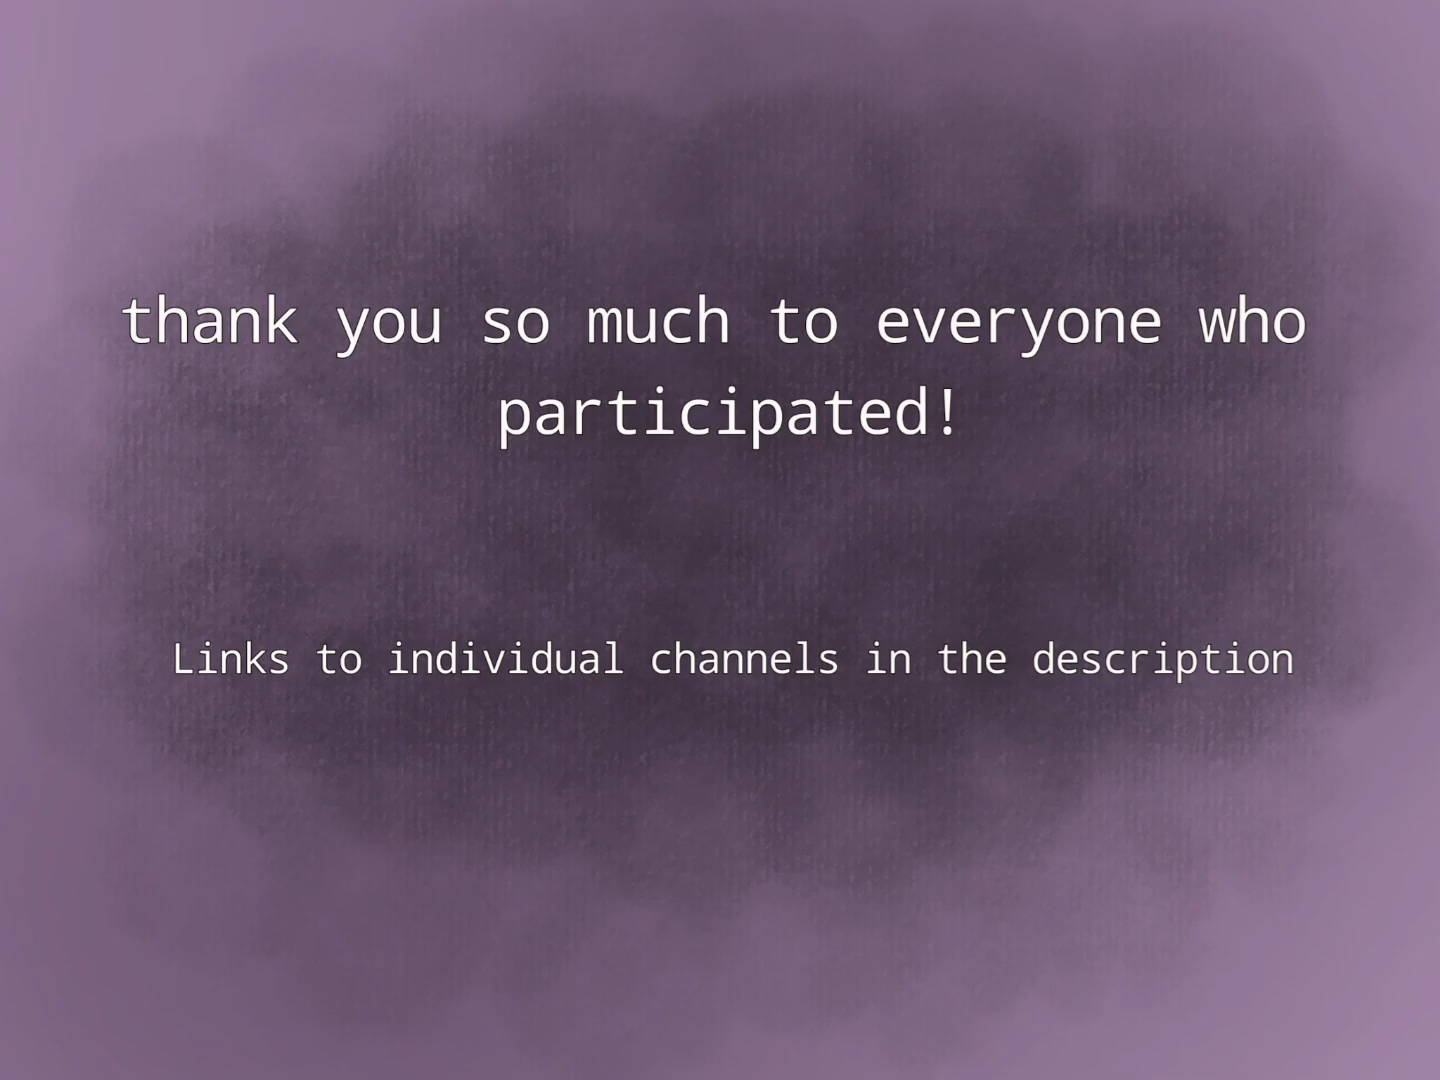 thank you so much to everyone who
participated!
Links to individual channels in the description